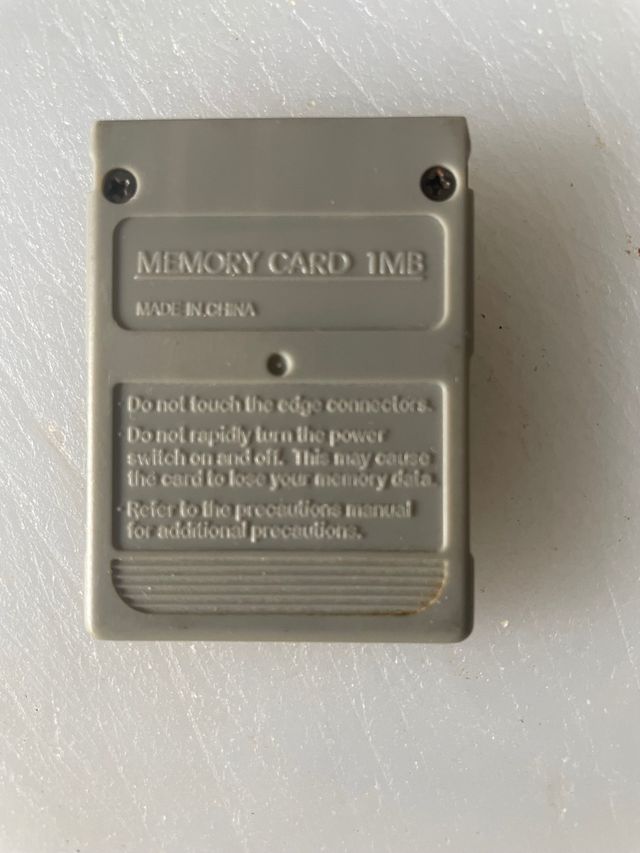 MEMORY CARD 1MB
MADE IN.CHINA
· Do not touch the edge connectors.
· Do not rapidly turn the power
switch on and off. This may cause
the card to lose your memory data.
· Refer to the precautions manual
for additional precautions.